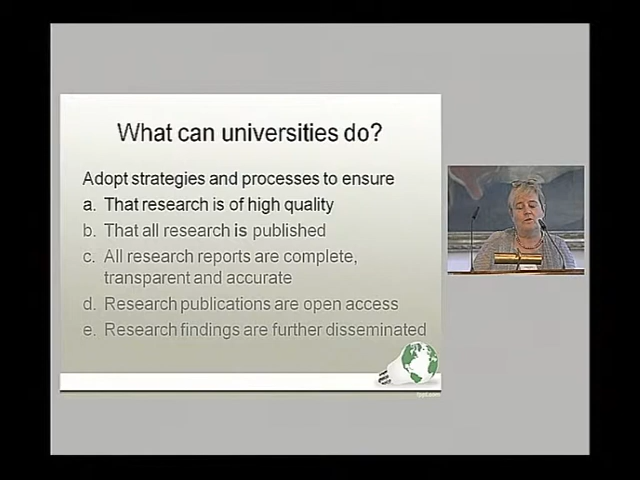 What can universities do?
Adopt strategies and processes to ensure
a. That research is of high quality
b. That all research is published
c. All research reports are complete,
transparent and accurate
d. Research publications are open access
e. Research findings are further disseminated